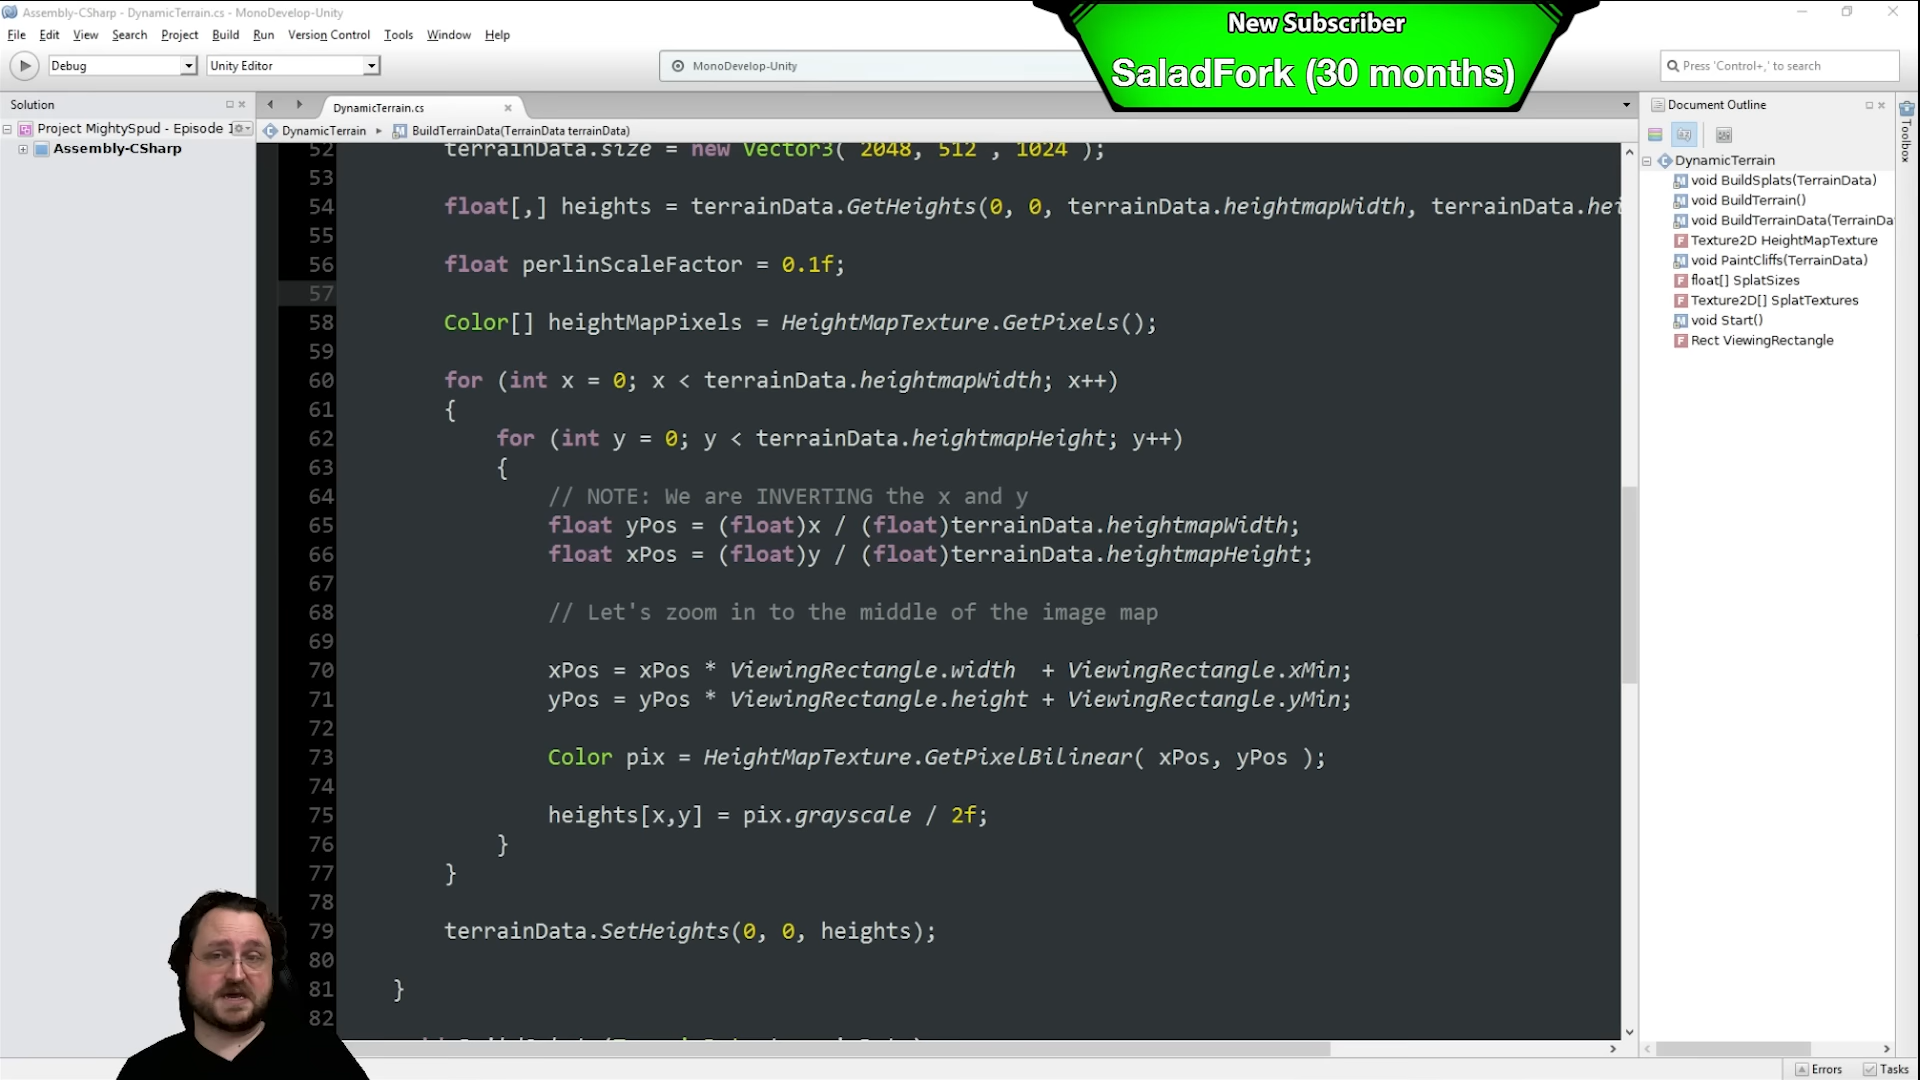 Assembly-CSharp - DynamicTerrain.cs - MonoDevelop-Unity
File Edit View Search Project Build Run Version Control Tools Window Help
New Subscriber
SaladFork (30 months)
Debug
Unity Editor
MonoDevelop-Unity
Press 'Control+,' to search
Solution
Project MightySpud - Episode
Assembly-CSharp
DynamicTerrain.cs
DynamicTerrain
BuildTerrainData(TerrainData terrainData)
52 terrainData.size = new Vector3( 2048, 512 , 1024 );
53
54 float[,] heights = terrainData.GetHeights(0, 0, terrainData.heightmapWidth, terrainData.hei
55
56 float perlinScaleFactor = 0.1f;
57
58 Color[] heightMapPixels = HeightMapTexture.GetPixels();
59
60 for (int x = 0; x < terrainData.heightmapWidth; x++)
61 {
62 for (int y = 0; y < terrainData.heightmapHeight; y++)
63 {
64 // NOTE: We are INVERTING the x and y
65 float yPos = (float)x / (float)terrainData.heightmapWidth;
66 float xPos = (float)y / (float)terrainData.heightmapHeight;
67
68 // Let's zoom in to the middle of the image map
69
70 xPos = xPos * ViewingRectangle.width  + ViewingRectangle.xMin;
71 yPos = yPos * ViewingRectangle.height + ViewingRectangle.yMin;
72
73 Color pix = HeightMapTexture.GetPixelBilinear( xPos, yPos );
74
75 heights[x,y] = pix.grayscale / 2f;
76 }
77 }
78
79 terrainData.SetHeights(0, 0, heights);
80
81 }
82
Document Outline
DynamicTerrain
void BuildSplats(TerrainData)
void BuildTerrain()
void BuildTerrainData(TerrainDa
Texture2D HeightMapTexture
void PaintCliffs(TerrainData)
float[] SplatSizes
Texture2D[] SplatTextures
void Start()
Rect ViewingRectangle
Toolbox
Errors
Tasks